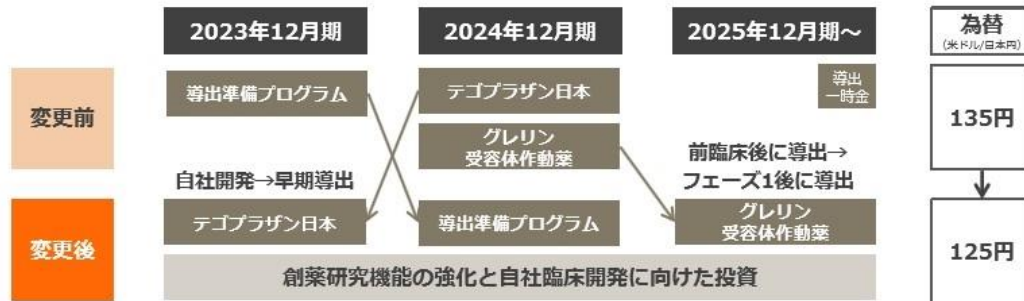 2023年12月期
2024年12月期
2025年12月期～
為替
(米ドル/日本円)
変更前
導出準備プログラム
テゴプラザン日本
グレリン
受容体作動薬
導出
一時金
135円
自社開発→早期導出
前臨床後に導出→
フェーズ1後に導出
変更後
テゴプラザン日本
導出準備プログラム
グレリン
受容体作動薬
125円
創薬研究機能の強化と自社臨床開発に向けた投資